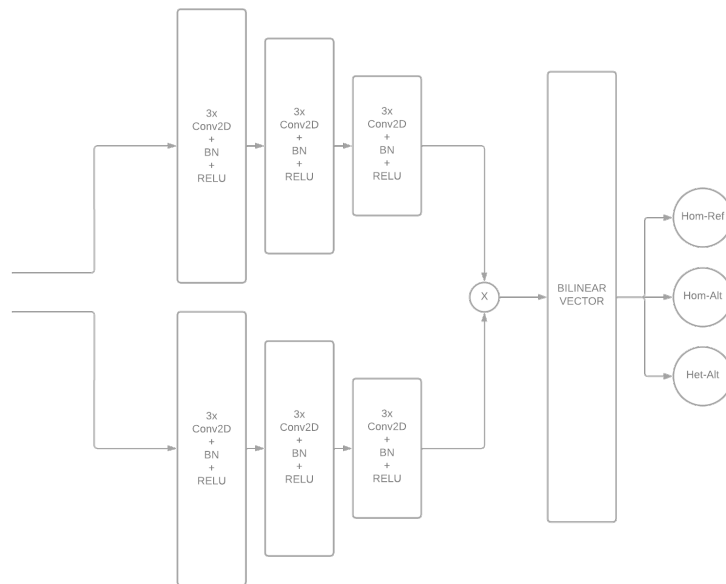 3x
Conv2D
+
BN
+
RELU
3x
Conv2D
+
BN
+
RELU
3x
Conv2D
+
BN
+
RELU
X
BILINEAR
VECTOR
Hom-Ref
Hom-Alt
Het-Alt
3x
Conv2D
+
BN
+
RELU
3x
Conv2D
+
BN
+
RELU
3x
Conv2D
+
BN
+
RELU